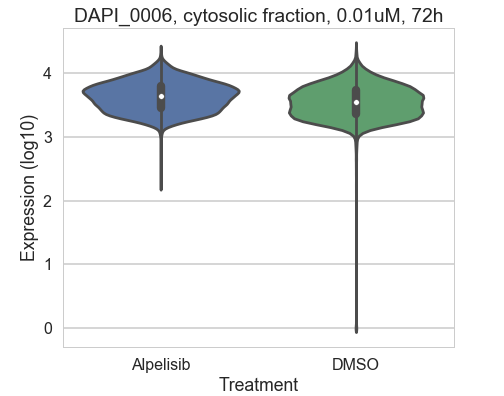 DAPI_0006, cytosolic fraction, 0.01uM, 72h
Expression (log10)
4
3
2
1
0
Alpelisib DMSO
Treatment